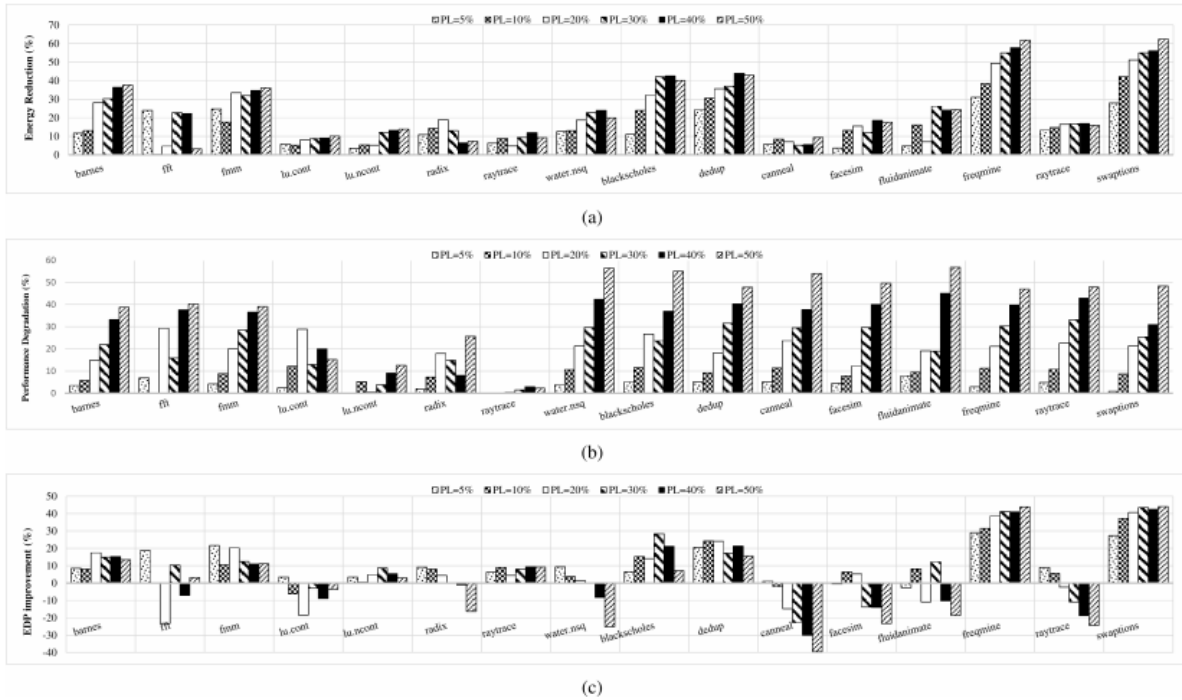 PL=5% PL=10% PL=20% PL=30% PL=40% PL=50%
Energy Reduction (%)
70
60
50
40
30
20
10
0
barnes fft fmm lu.cont lu.ncont radix raytrace water.nsq blackscholes dedup canneal facesim fluidanimate freqmine raytrace swaptions
(a)
PL=5% PL=10% PL=20% PL=30% PL=40% PL=50%
Performance Degradation (%)
60
50
40
30
20
10
0
barnes fft fmm lu.cont lu.ncont radix raytrace water.nsq blackscholes dedup canneal facesim fluidanimate freqmine raytrace swaptions
(b)
PL=5% PL=10% PL=20% PL=30% PL=40% PL=50%
EDP improvement (%)
50
40
30
20
10
0
-10
-20
-30
-40
barnes fft fmm lu.cont lu.ncont radix raytrace water.nsq blackscholes dedup canneal facesim fluidanimate freqmine raytrace swaptions
(c)